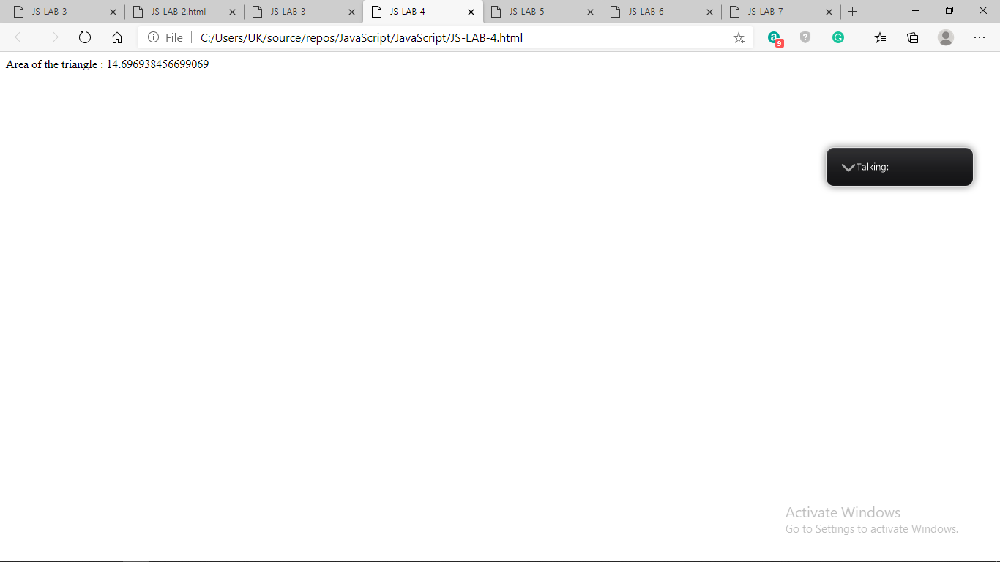 JS-LAB-3
JS-LAB-2.html
JS-LAB-3
JS-LAB-4
JS-LAB-5
JS-LAB-6
JS-LAB-7
File
C:/Users/UK/source/repos/JavaScript/JavaScript/JS-LAB-4.html
a
9
?
G
Area of the triangle : 14.696938456699069
Talking:
Activate Windows
Go to Settings to activate Windows.